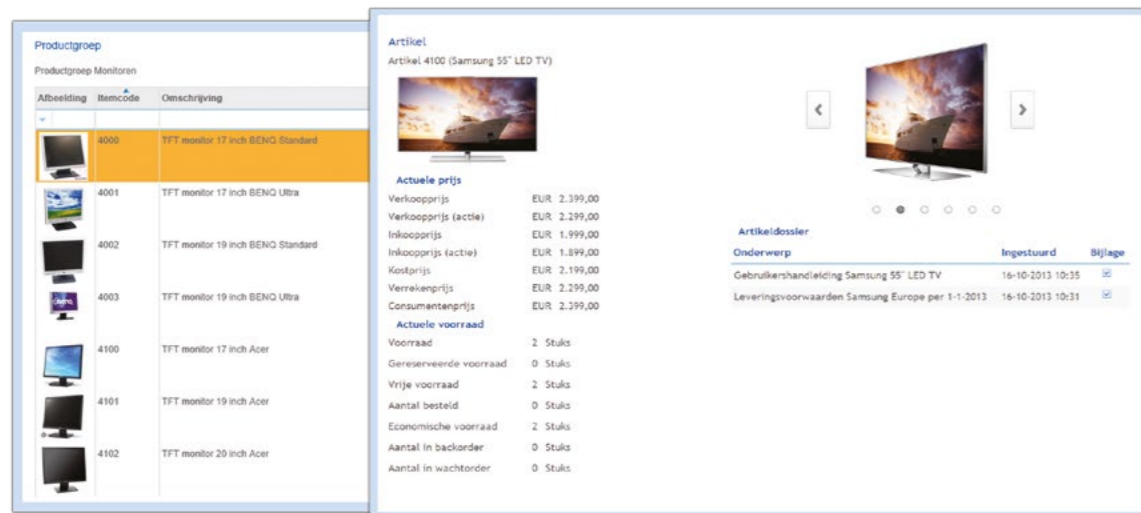 Productgroep
Productgroep Monitoren
Afbeelding Itemcode Omschrijving
4000 TFT monitor 17 inch BENQ Standard
4001 TFT monitor 17 inch BENQ Ultra
4002 TFT monitor 19 inch BENQ Standard
4003 TFT monitor 19 inch BENQ Ultra
4100 TFT monitor 17 inch Acer
4101 TFT monitor 19 inch Acer
4102 TFT monitor 20 inch Acer
Artikel
Artikel 4100 (Samsung 55" LED TV)
Actuele prijs
Verkoopprijs EUR 2.399,00
Verkoopprijs (actie) EUR 2.299,00
Inkoopprijs EUR 1.999,00
Inkoopprijs (actie) EUR 1.899,00
Kostprijs EUR 2.199,00
Verrekenprijs EUR 2.299,00
Consumentenprijs EUR 2.399,00
Actuele voorraad
Voorraad 2 Stuks
Gereserveerde voorraad 0 Stuks
Vrije voorraad 2 Stuks
Aantal besteld 0 Stuks
Economische voorraad 2 Stuks
Aantal in backorder 0 Stuks
Aantal in wachtorder 0 Stuks
Artikeldossier
Onderwerp Ingestuurd Bijlage
Gebruikershandleiding Samsung 55" LED TV 16-10-2013 10:35
Leveringsvoorwaarden Samsung Europe per 1-1-2013 16-10-2013 10:31